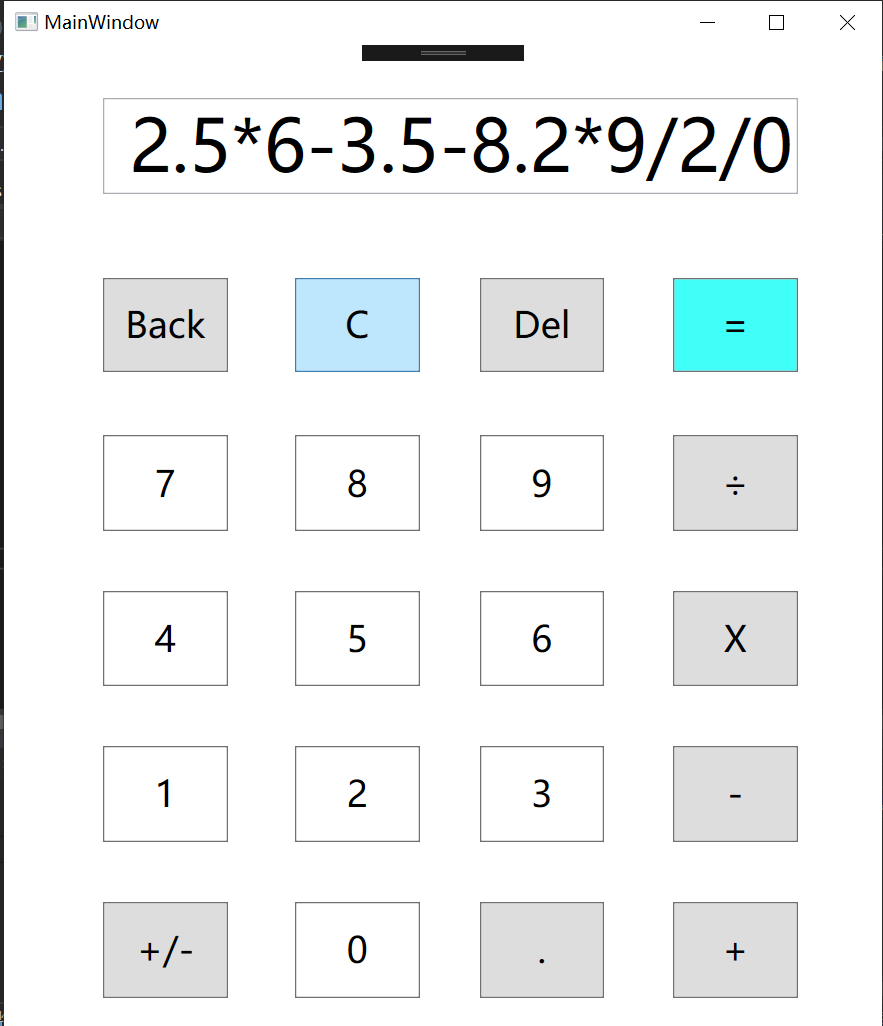 MainWindow
2.5*6-3.5-8.2*9/2/0
Back C Del =
7 8 9 ÷
4 5 6 X
1 2 3 -
+/- 0 . +